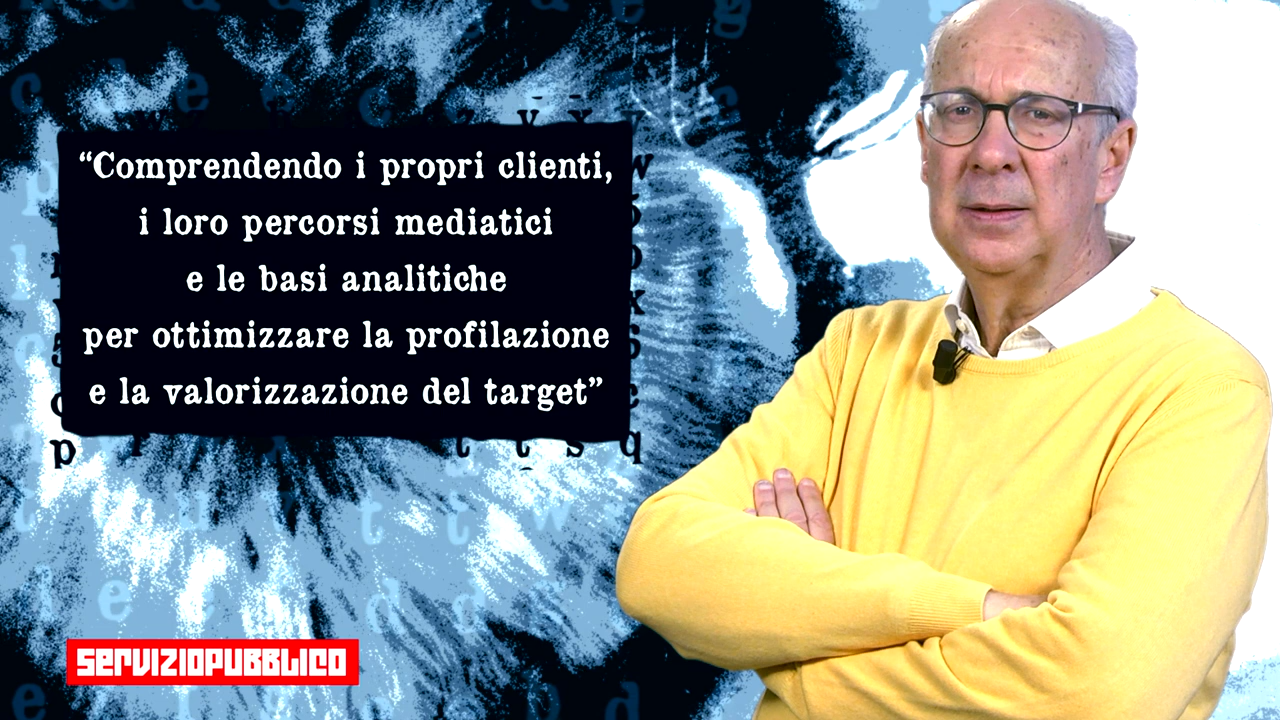 “Comprendendo i propri clienti,
i loro percorsi mediatici
e le basi analitiche
per ottimizzare la profilazione
e la valorizzazione del target”
SERVIZIOPUBBLICO